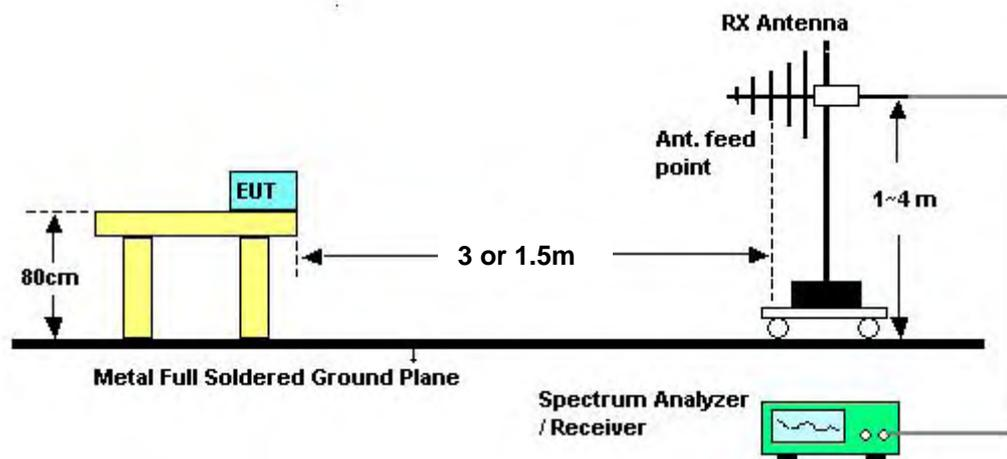 RX Antenna
Ant. feed
point
EUT
1~4 m
3 or 1.5m
80cm
Metal Full Soldered Ground Plane
Spectrum Analyzer
/ Receiver